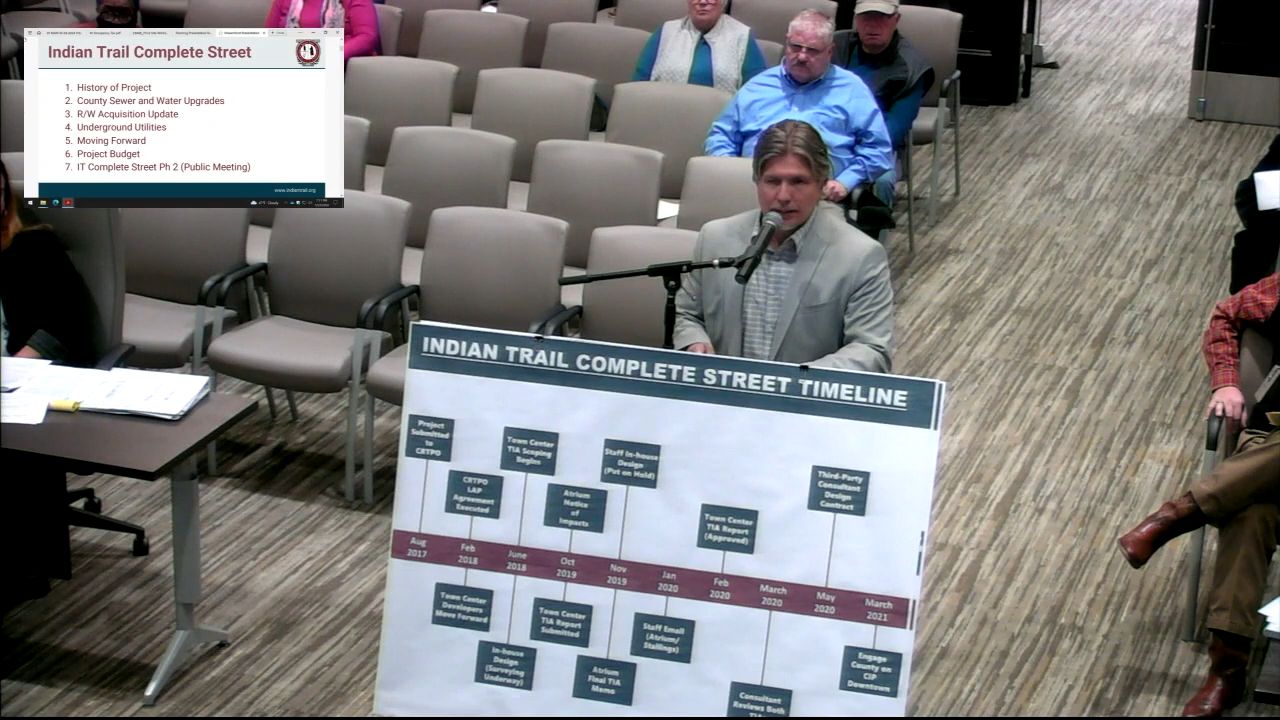 Indian Trail Complete Street
1. History of Project
2. County Sewer and Water Upgrades
3. R/W Acquisition Update
4. Underground Utilities
5. Moving Forward
6. Project Budget
7. IT Complete Street Ph 2 (Public Meeting)
www.indiantrail.org
INDIAN TRAIL COMPLETE STREET TIMELINE
Project
Submitted
to
CRTPO
CRTPO
LAP
Agreement
Executed
Town Center
TIA Scoping
Begins
Atrium
Notice
of
Impacts
Staff In-house
Design
(Put on Hold)
Town Center
TIA Report
(Approved)
Third-Party
Consultant
Design
Contract
Aug
2017
Feb
2018
June
2018
Oct
2019
Nov
2019
Jan
2020
Feb
2020
March
2020
May
2020
March
2021
Town Center
Developers
Move Forward
In-house
Design
(Surveying
Underway)
Town Center
TIA Report
Submitted
Atrium
Final TIA
Memo
Staff Email
(Atrium/
Stallings)
Consultant
Reviews Both
Engage
County on
CIP
Downtown